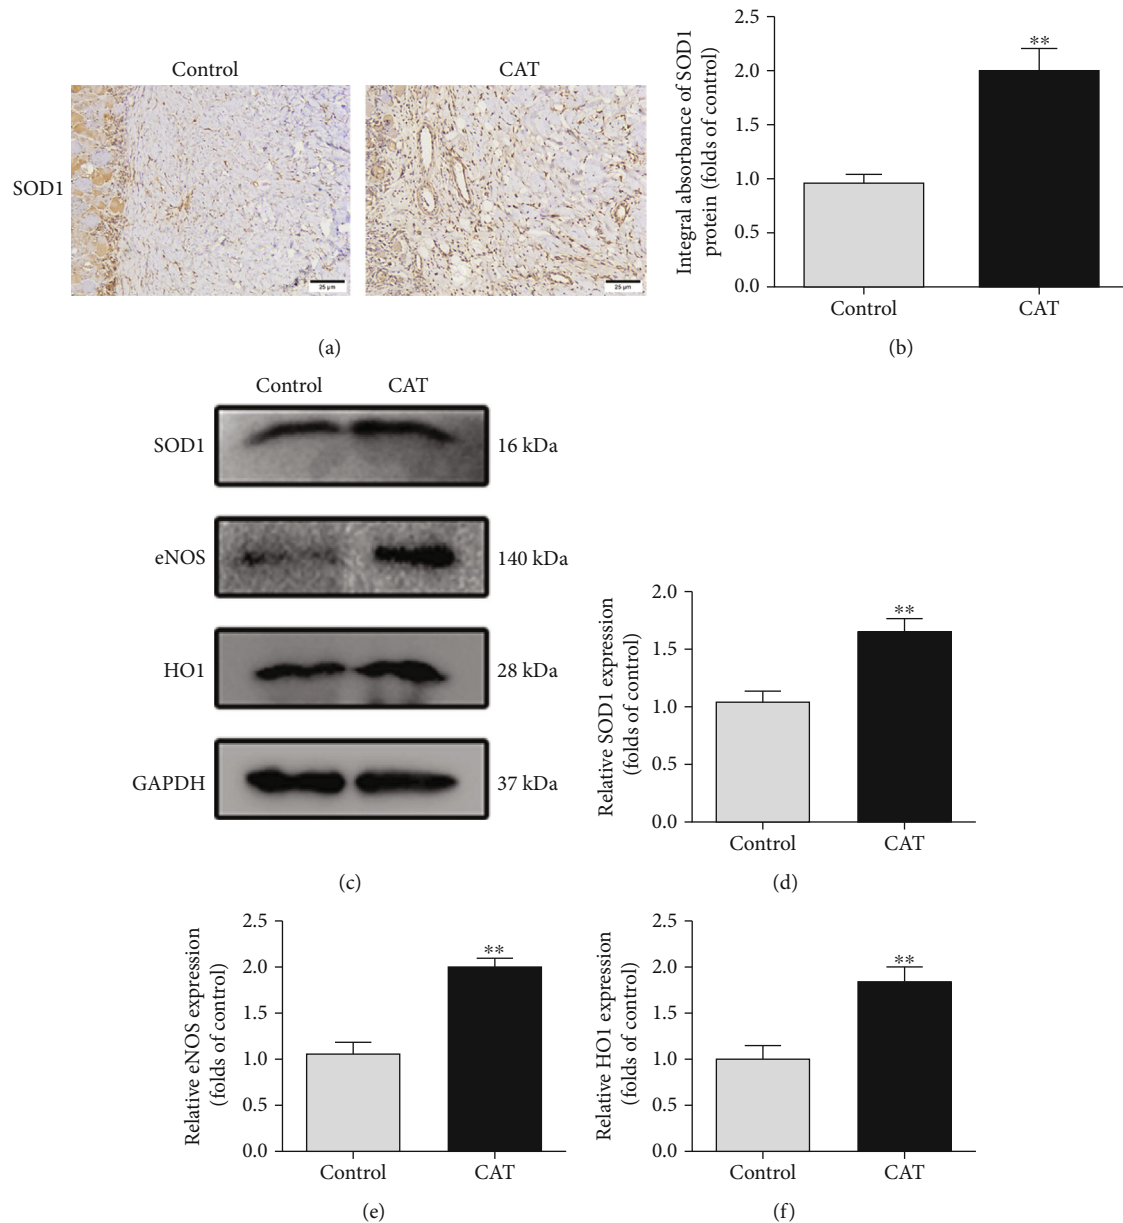 Control
CAT
SOD1
25 μm
25 μm
(a)
Integral absorbance of SOD1
protein (folds of control)
2.5
2.0
1.5
1.0
0.5
0.0
**
Control
CAT
(b)
Control
CAT
SOD1
16 kDa
eNOS
140 kDa
HO1
28 kDa
GAPDH
37 kDa
(c)
Relative SOD1 expression
(folds of control)
2.0
1.5
1.0
0.5
0.0
**
Control
CAT
(d)
Relative eNOS expression
(folds of control)
2.5
2.0
1.5
1.0
0.5
0.0
**
Control
CAT
(e)
Relative HO1 expression
(folds of control)
2.5
2.0
1.5
1.0
0.5
0.0
**
Control
CAT
(f)